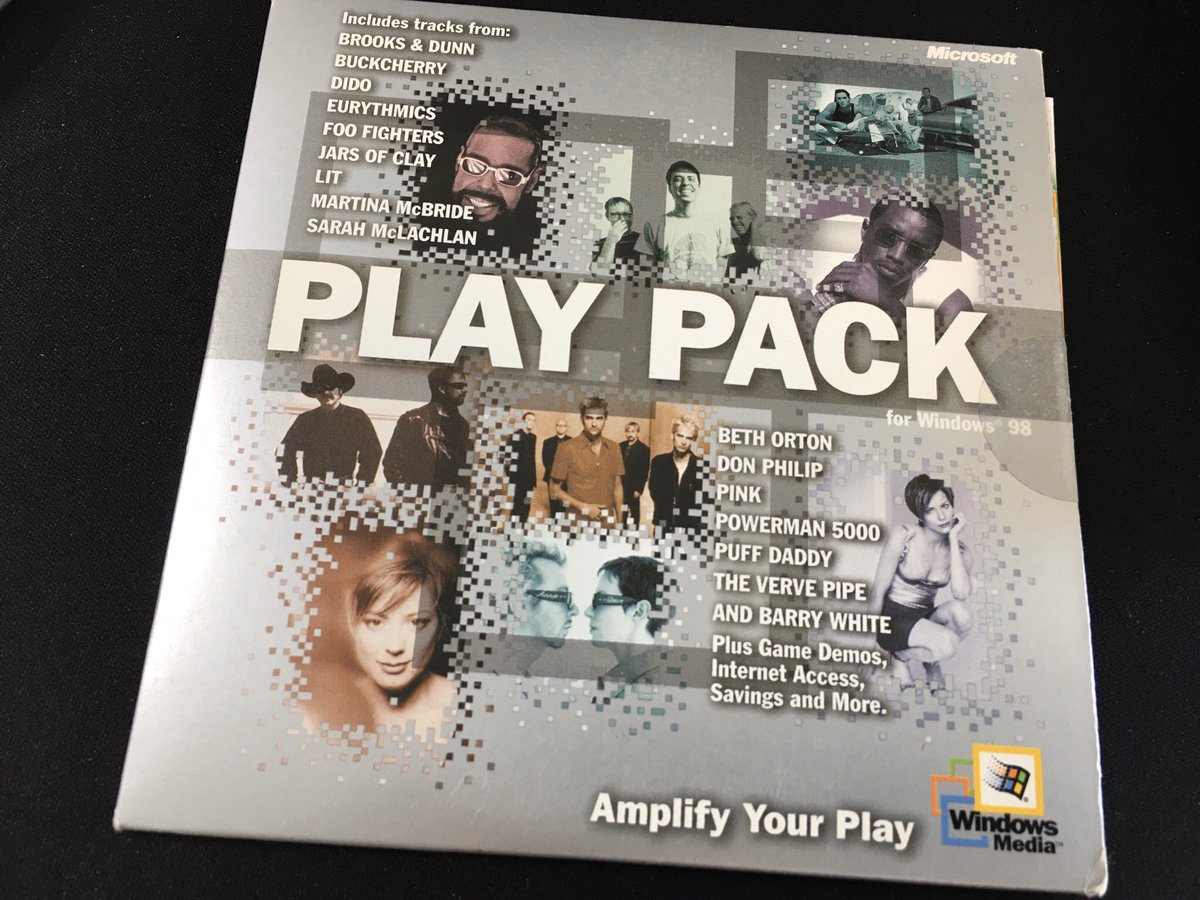 Includes tracks from:
BROOKS & DUNN
BUCKCHERRY
DIDO
EURYTHMICS
FOO FIGHTERS
JARS OF CLAY
LIT
MARTINA McBRIDE
SARAH McLACHLAN
Microsoft
PLAY PACK
for Windows® 98
BETH ORTON
DON PHILIP
PINK
POWERMAN 5000
PUFF DADDY
THE VERVE PIPE
AND BARRY WHITE
Plus Game Demos,
Internet Access,
Savings and More.
Amplify Your Play
Windows
Media™